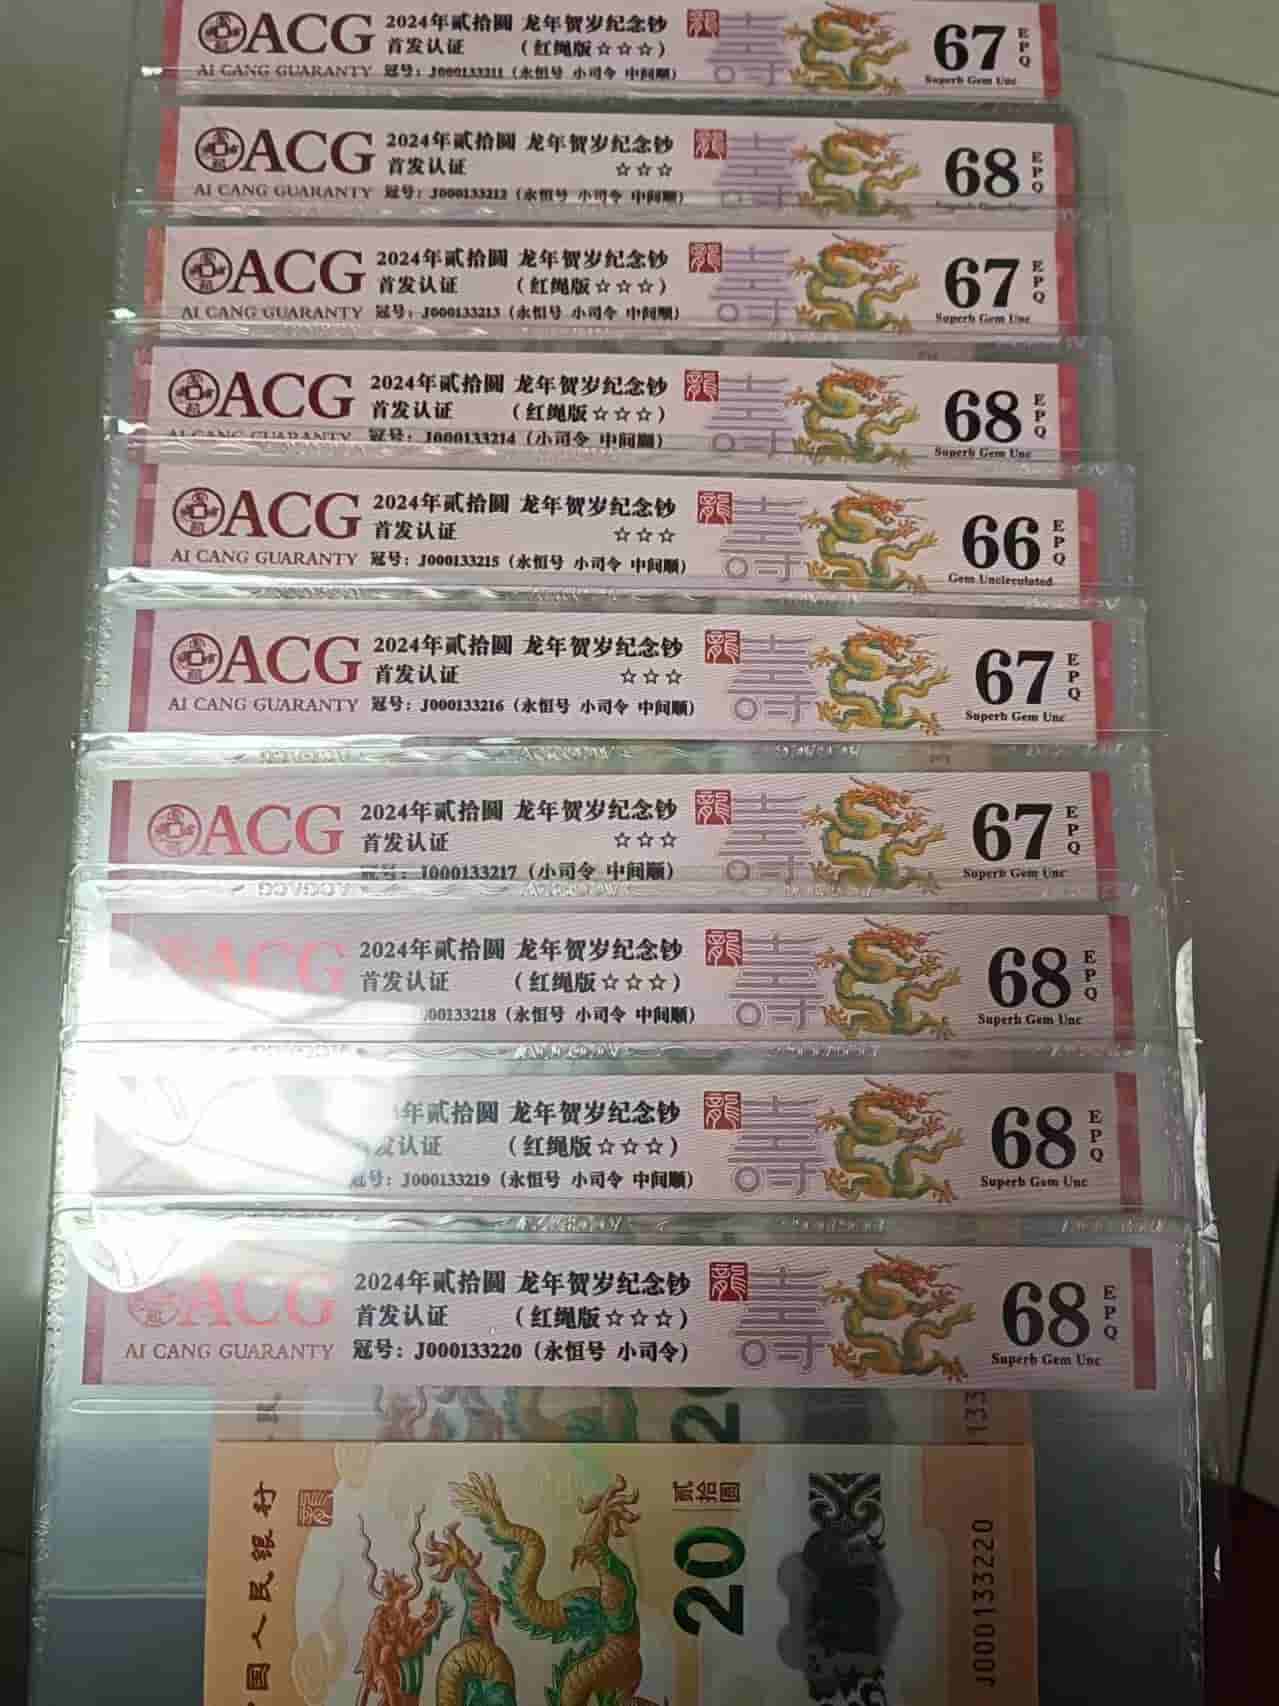 ACG 2024年贰拾圆 龙年贺岁纪念钞 67 EPQ
首发认证 (红绳版☆☆☆)
AI CANG GUARANTY 冠号: J000133211 (永恒号 小司令 中间顺) Superb Gem Unc
ACG 2024年贰拾圆 龙年贺岁纪念钞 68 EPQ
首发认证 ☆☆☆
AI CANG GUARANTY 冠号: J000133212 (永恒号 小司令 中间顺)
ACG 2024年贰拾圆 龙年贺岁纪念钞 67 EPQ
首发认证 (红绳版☆☆☆)
AI CANG GUARANTY 冠号: J000133213 (永恒号 小司令 中间顺) Superb Gem Unc
ACG 2024年贰拾圆 龙年贺岁纪念钞 68 EPQ
首发认证 (红绳版☆☆☆)
AI CANG GUARANTY 冠号: J000133214 (小司令 中间顺) Superb Gem Unc
ACG 2024年贰拾圆 龙年贺岁纪念钞 66 EPQ
首发认证 ☆☆☆
AI CANG GUARANTY 冠号: J000133215 (永恒号 小司令 中间顺) Gem Uncirculated
ACG 2024年贰拾圆 龙年贺岁纪念钞 67 EPQ
首发认证 ☆☆☆
AI CANG GUARANTY 冠号: J000133216 (永恒号 小司令 中间顺) Superb Gem Unc
ACG 2024年贰拾圆 龙年贺岁纪念钞 67 EPQ
首发认证 ☆☆☆
冠号: J000133217 (小司令 中间顺) Superb Gem Unc
ACG 2024年贰拾圆 龙年贺岁纪念钞 68 EPQ
首发认证 (红绳版☆☆☆)
00133218 (永恒号 小司令 中间顺) Superb Gem Unc
年贰拾圆 龙年贺岁纪念钞 68 EPQ
发认证 (红绳版☆☆☆)
冠号: J000133219 (永恒号 小司令 中间顺) Superb Gem Unc
ACG 2024年贰拾圆 龙年贺岁纪念钞 68 EPQ
首发认证 (红绳版☆☆☆)
AI CANG GUARANTY 冠号: J000133220 (永恒号 小司令) Superb Gem Unc
中国人民银行
贰拾圆
20
J000133220